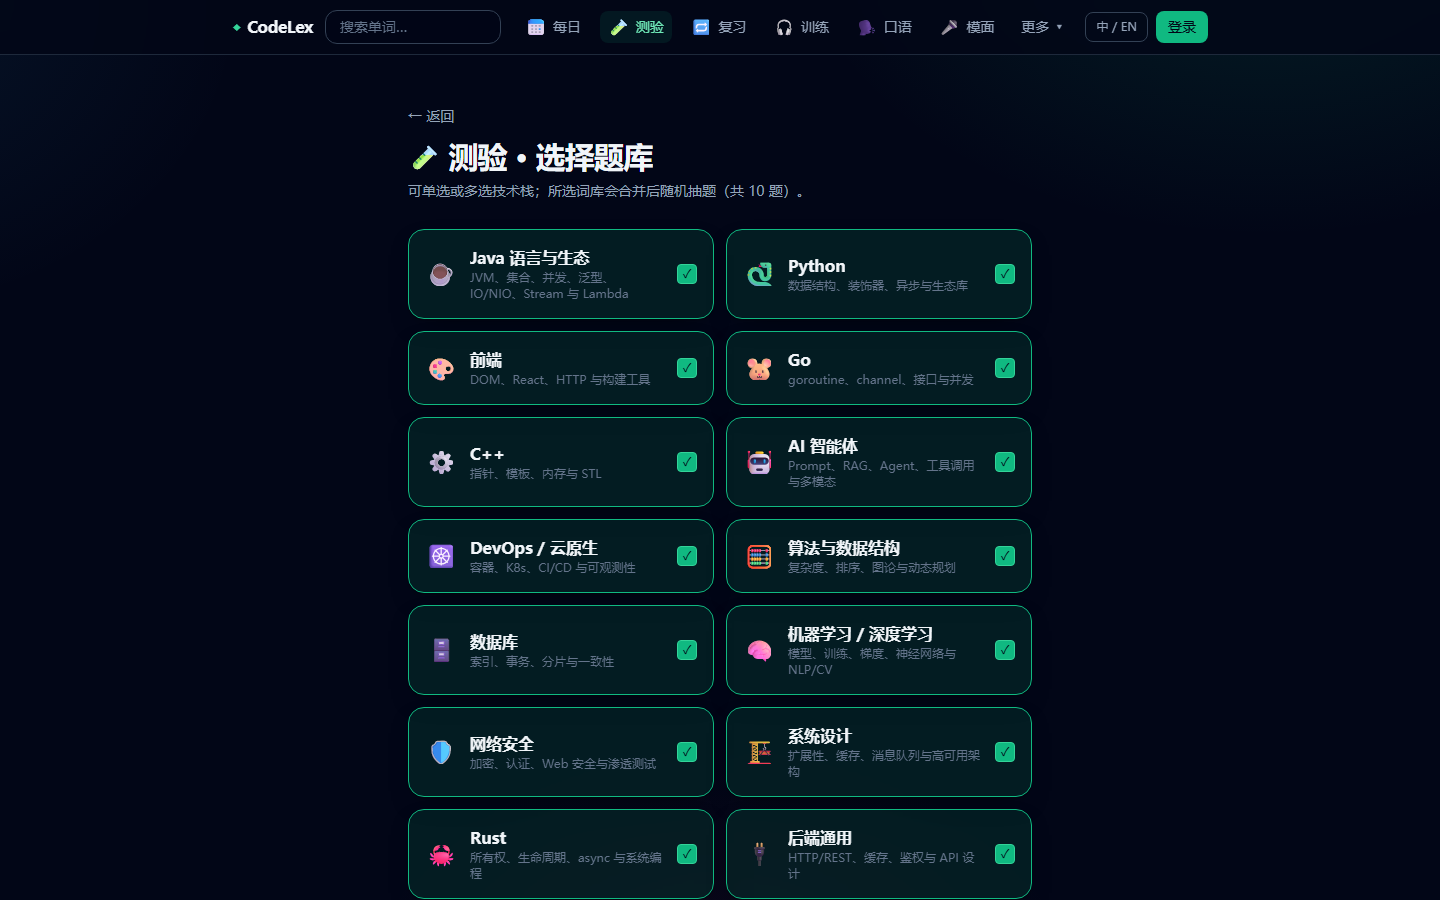 CodeLex
搜索单词...
每日
测验
复习
训练
口语
模面
更多
中 / EN
登录
← 返回
测验 · 选择题库
可单选或多选技术栈；所选词库会合并后随机抽题（共 10 题）。
Java 语言与生态
JVM、集合、并发、泛型、
IO/NIO、Stream 与 Lambda
Python
数据结构、装饰器、异步与生态库
前端
DOM、React、HTTP 与构建工具
Go
goroutine、channel、接口与并发
C++
指针、模板、内存与 STL
AI 智能体
Prompt、RAG、Agent、工具调用
与多模态
DevOps / 云原生
容器、K8s、CI/CD 与可观测性
算法与数据结构
复杂度、排序、图论与动态规划
数据库
索引、事务、分片与一致性
机器学习 / 深度学习
模型、训练、梯度、神经网络与
NLP/CV
网络安全
加密、认证、Web 安全与渗透测试
系统设计
扩展性、缓存、消息队列与高可用架
构
Rust
所有权、生命周期、async 与系统编
程
后端通用
HTTP/REST、缓存、鉴权与 API 设
计